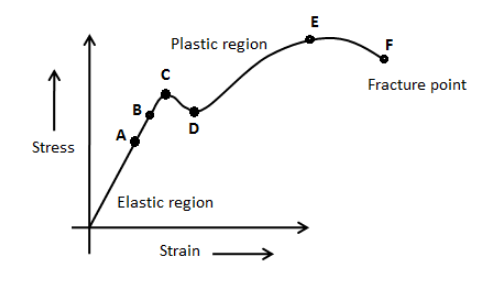 E
Plastic region
F
C
Fracture point
B
D
A
Stress
Elastic region
Strain